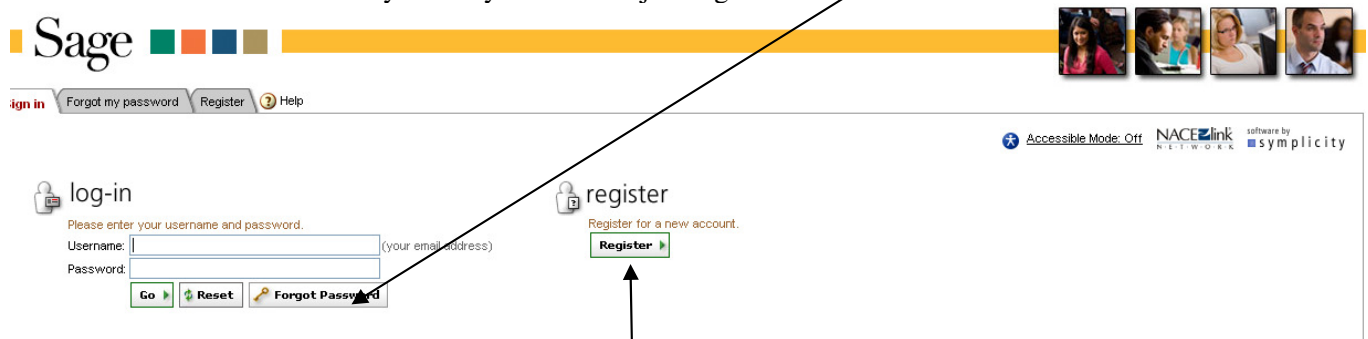 Sage
Sign in Forgot my password Register Help
Accessible Mode: Off NACElink NETWORK software by symplicity
log-in register
Please enter your username and password. Register for a new account.
Username: (your email address) Register
Password:
Go Reset Forgot Password